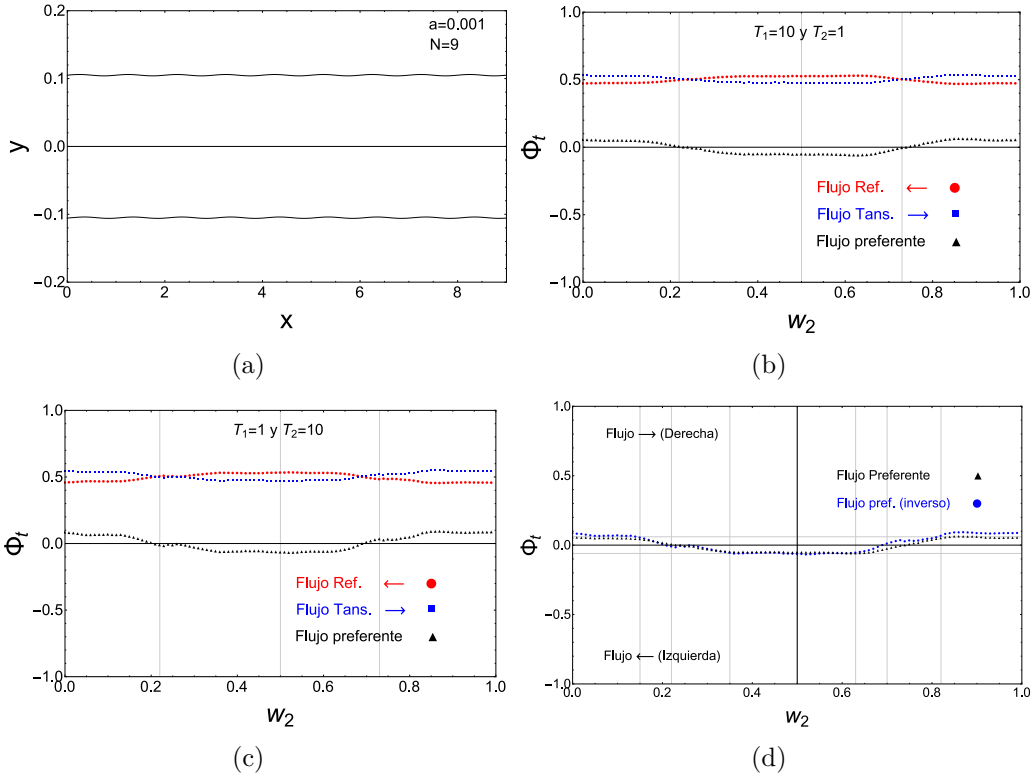 a=0.001
N=9
0.2
0.1
0.0
−0.1
−0.2
y
0 2 4 6 8
x
(a)
T1=10 y T2=1
1.0
0.5
0.0
−0.5
−1.0
Φt
Flujo Ref. ← ●
Flujo Tans. → ■
Flujo preferente ▲
0.0 0.2 0.4 0.6 0.8 1.0
w2
(b)
T1=1 y T2=10
1.0
0.5
0.0
−0.5
−1.0
Φt
Flujo Ref. ← ●
Flujo Tans. → ■
Flujo preferente ▲
0.0 0.2 0.4 0.6 0.8 1.0
w2
(c)
1.0
0.5
0.0
−0.5
−1.0
Φt
Flujo → (Derecha)
Flujo Preferente ▲
Flujo pref. (inverso) ●
Flujo ← (Izquierda)
0.0 0.2 0.4 0.6 0.8 1.0
w2
(d)